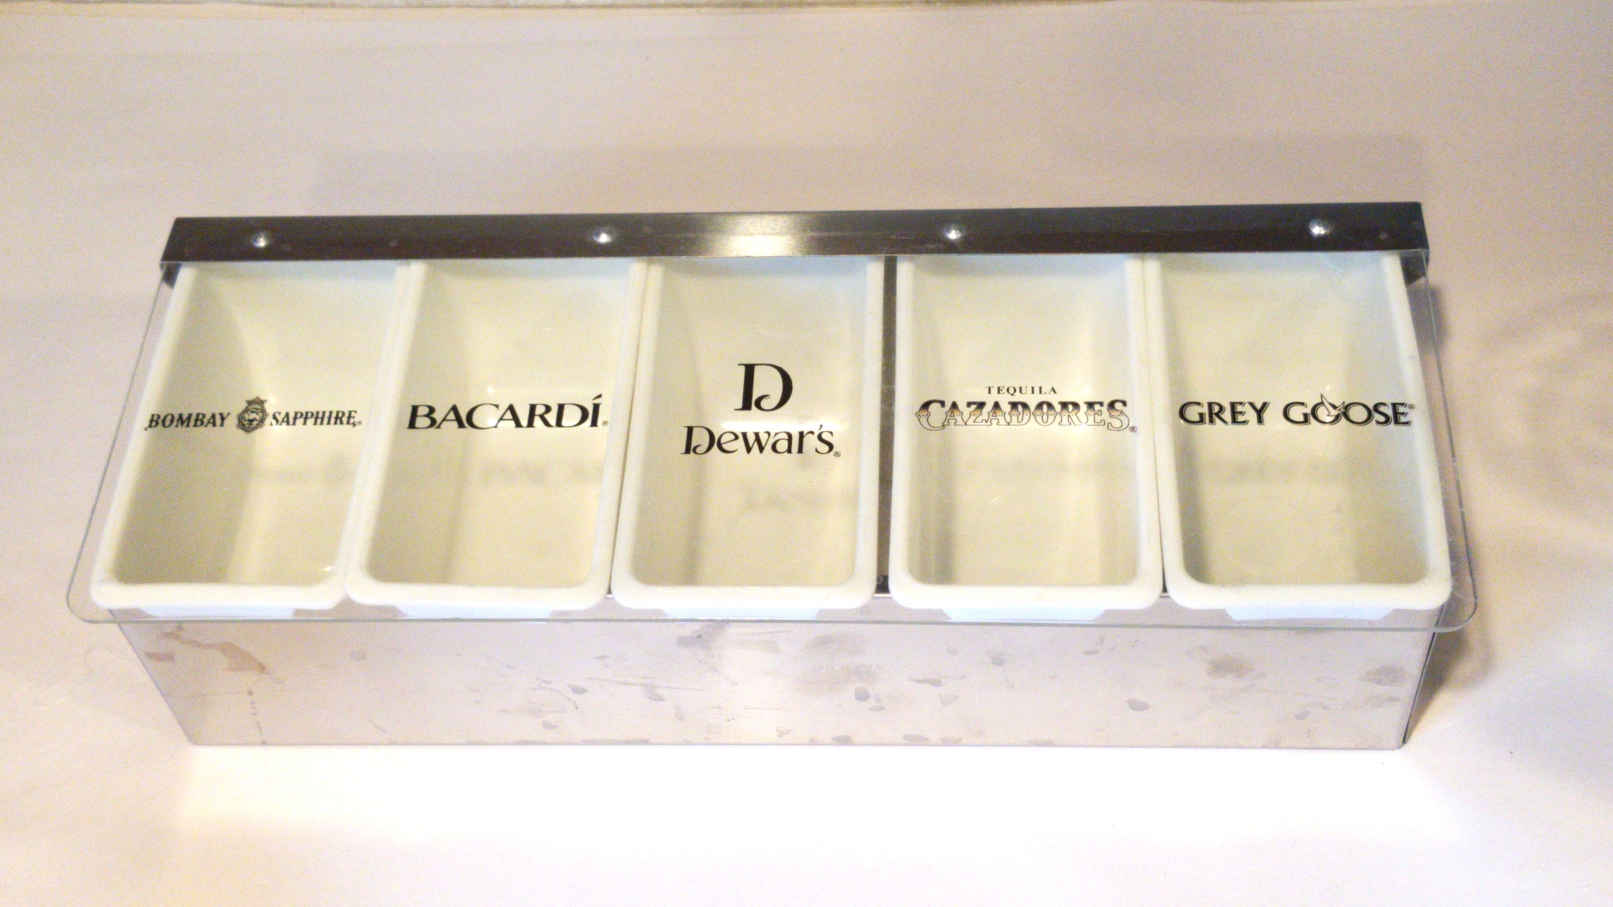 BOMBAY SAPPHIRE®
BACARDÍ®
D
Dewar's®
TEQUILA
CAZADORES®
GREY GOOSE®